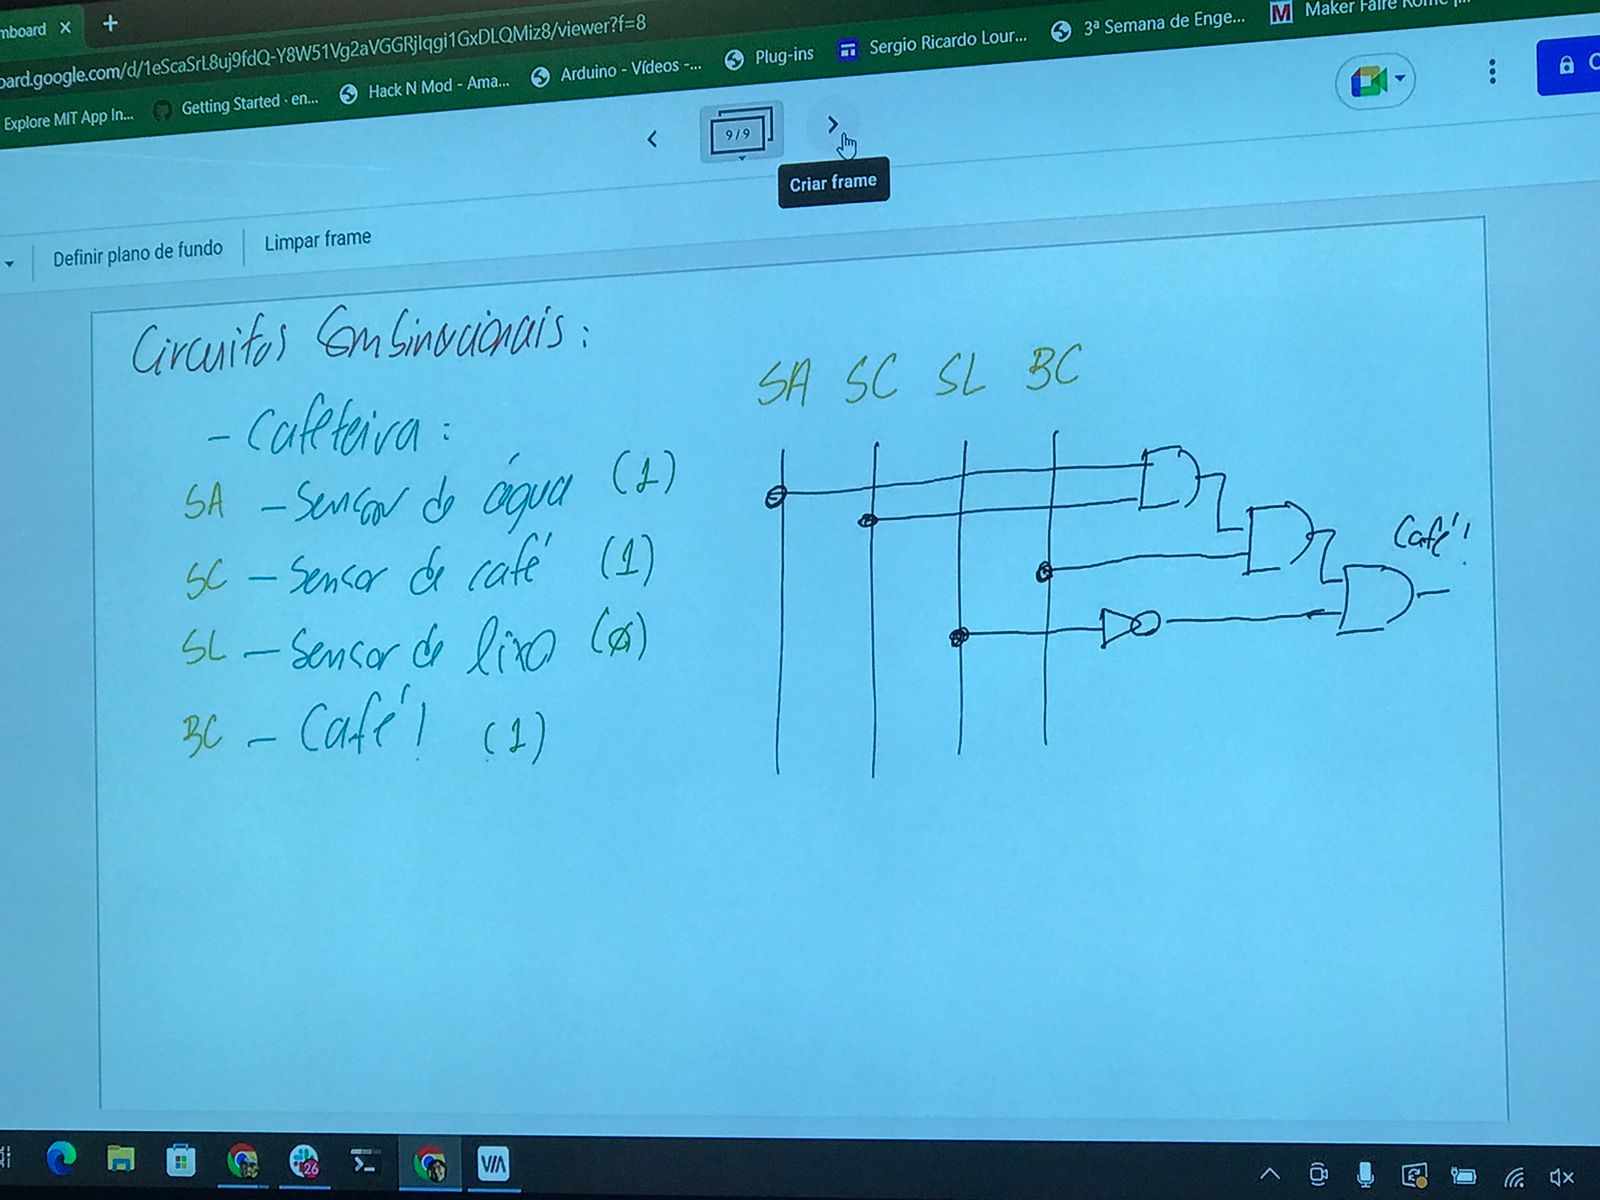 mboard
oard.google.com/d/1eScaSrL8uj9fdQ-Y8W51Vg2aVGGRjIqgi1GxDLQMiz8/viewer?f=8
Explore MIT App In...
Getting Started · en...
Hack N Mod - Ama...
Arduino - Vídeos -...
Plug-ins
Sergio Ricardo Lour...
3ª Semana de Enge...
Maker Faire Rome
9/9
Criar frame
Definir plano de fundo
Limpar frame
Circuitos Combinacionais:
- Cafeteira:
SA - Sensor de água (1)
SC - Sensor de café (1)
SL - Sensor de lixo (0)
BC - Café! (1)
SA SC SL BC
Café!
26
VIA